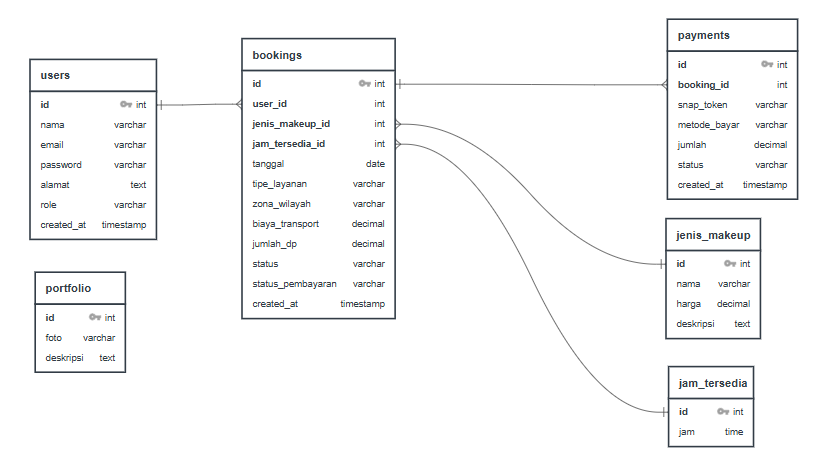 users
id int
nama varchar
email varchar
password varchar
alamat text
role varchar
created_at timestamp
portfolio
id int
foto varchar
deskripsi text
bookings
id int
user_id int
jenis_makeup_id int
jam_tersedia_id int
tanggal date
tipe_layanan varchar
zona_wilayah varchar
biaya_transport decimal
jumlah_dp decimal
status varchar
status_pembayaran varchar
created_at timestamp
payments
id int
booking_id int
snap_token varchar
metode_bayar varchar
jumlah decimal
status varchar
created_at timestamp
jenis_makeup
id int
nama varchar
harga decimal
deskripsi text
jam_tersedia
id int
jam time